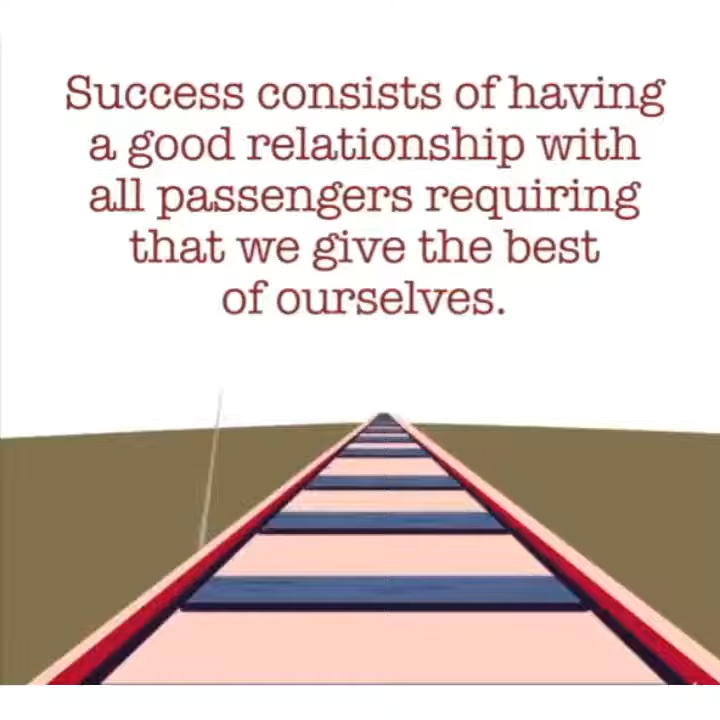 Success consists of having
a good relationship with
all passengers requiring
that we give the best
of ourselves.